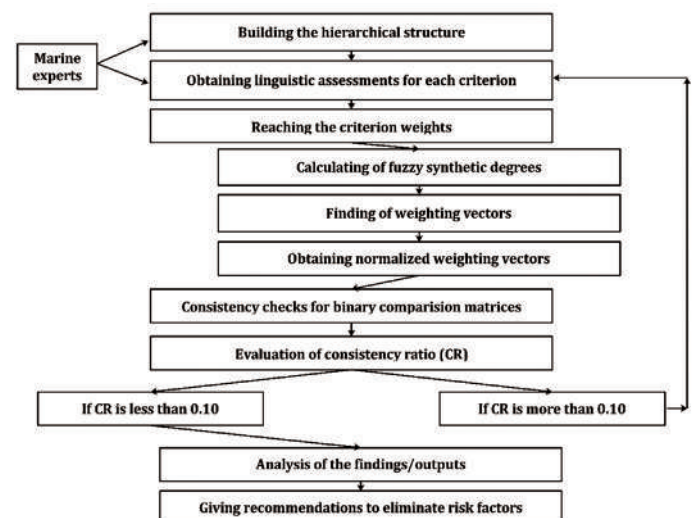 Building the hierarchical structure
Marine
experts
Obtaining linguistic assessments for each criterion
Reaching the criterion weights
Calculating of fuzzy synthetic degrees
Finding of weighting vectors
Obtaining normalized weighting vectors
Consistency checks for binary comparision matrices
Evaluation of consistency ratio (CR)
If CR is less than 0.10
If CR is more than 0.10
Analysis of the findings/outputs
Giving recommendations to eliminate risk factors